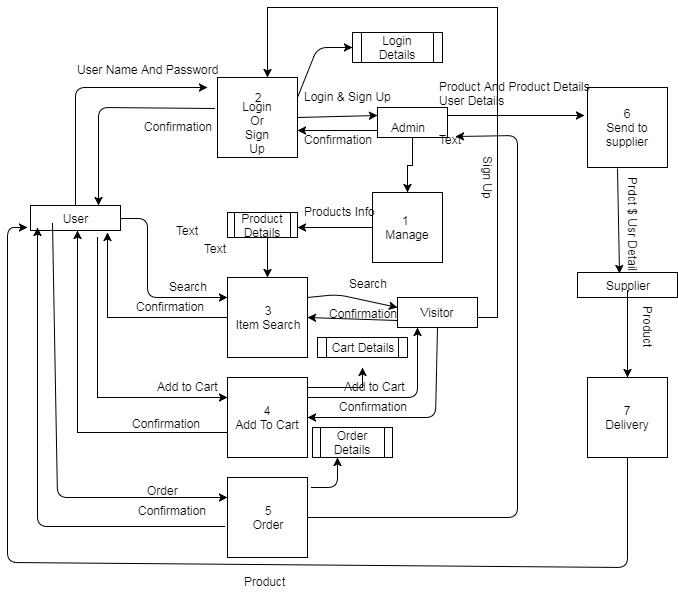 Login
Details
User Name And Password
Product And Product Details
User Details
2
Login
Or
Sign
Up
Login & Sign Up
6
Send to
supplier
Confirmation
Admin
Confirmation
Text
Sign Up
Prdct $ Usr Detail
User
Text
Text
Product
Details
Products Info
1
Manage
Search
Search
Supplier
Confirmation
3
Item Search
Confirmation
Visitor
Product
Cart Details
Add to Cart
Add to Cart
4
Add To Cart
Confirmation
Confirmation
7
Delivery
Order
Details
Order
Confirmation
5
Order
Product